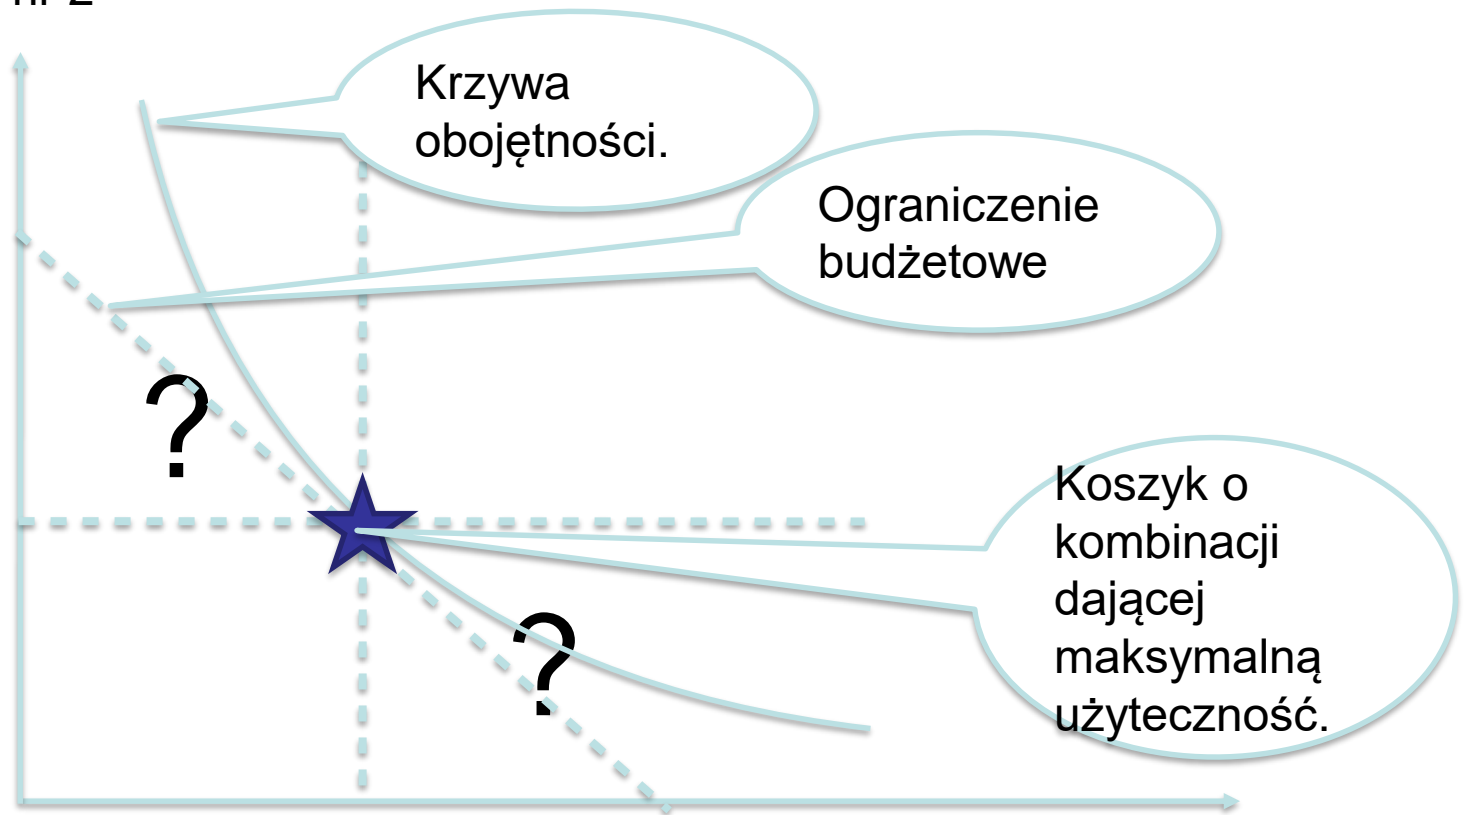 Krzywa
obojętności.
Ograniczenie
budżetowe
?
?
Koszyk o
kombinacji
dającej
maksymalną
użyteczność.